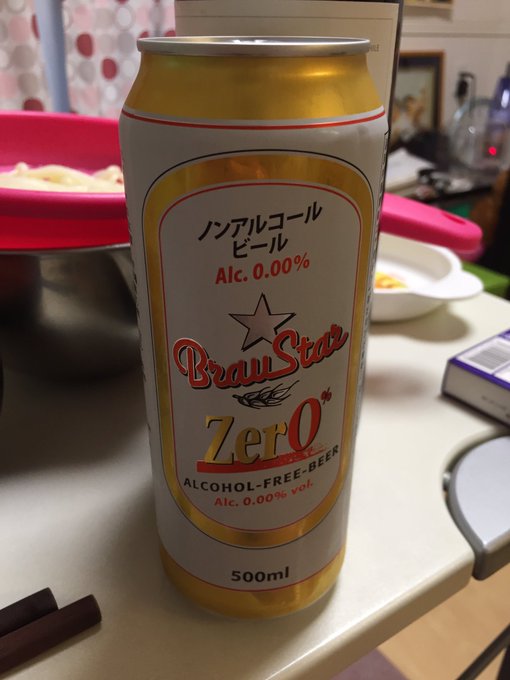 ノンアルコール
ビール
Alc. 0.00%
BrauStar
Zero%
ALCOHOL-FREE-BEER
Alc. 0.00% vol.
500ml